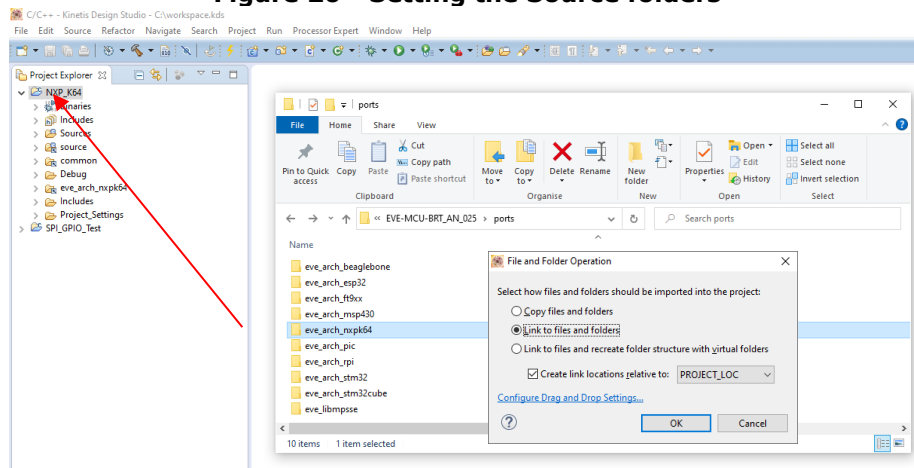 C/C++ - Kinetis Design Studio - C:\workspace.kds
File Edit Source Refactor Navigate Search Project Run Processor Expert Window Help
Project Explorer
NXP_K64
Binaries
Includes
Sources
source
common
Debug
eve_arch_nxpk64
Includes
Project_Settings
SPI_GPIO_Test
ports
File Home Share View
Pin to Quick access
Copy
Paste
Cut
Copy path
Paste shortcut
Move to
Copy to
Delete
Rename
New folder
Properties
Open
Edit
History
Select all
Select none
Invert selection
Clipboard Organise New Open Select
« EVE-MCU-BRT_AN_025 › ports
Search ports
Name
eve_arch_beaglebone
eve_arch_esp32
eve_arch_ft9xx
eve_arch_msp430
eve_arch_nxpk64
eve_arch_pic
eve_arch_rpi
eve_arch_stm32
eve_arch_stm32cube
eve_libmpsse
10 items 1 item selected
File and Folder Operation
Select how files and folders should be imported into the project:
Copy files and folders
Link to files and folders
Link to files and recreate folder structure with virtual folders
Create link locations relative to: PROJECT_LOC
Configure Drag and Drop Settings...
OK Cancel